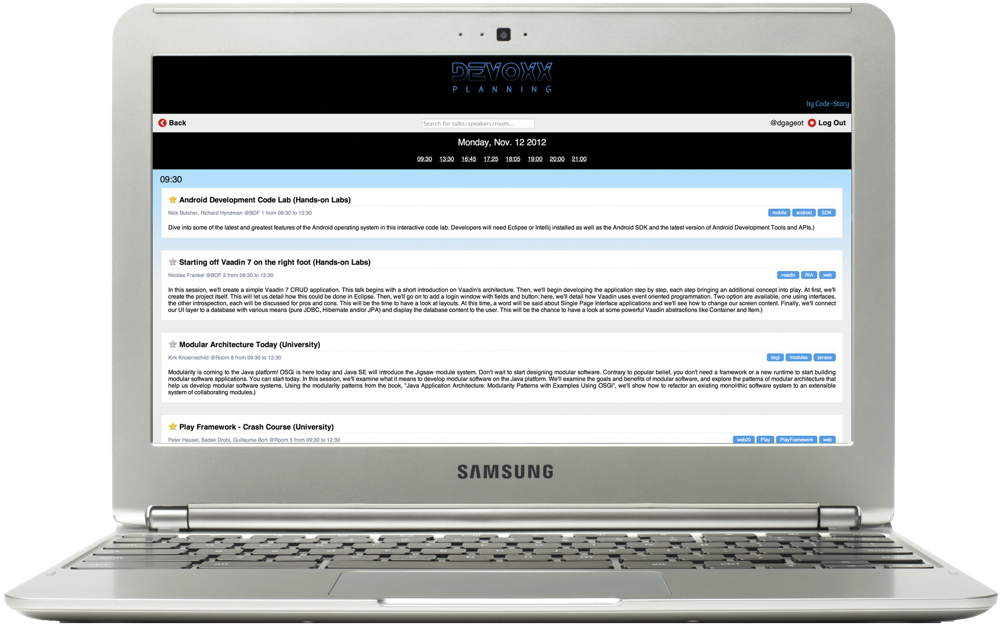 DEVOXX
PLANNING
by Code-Story
Back
Search for talks/speakers/room...
@dgageot
Log Out
Monday, Nov. 12 2012
09:30 13:30 16:45 17:25 18:05 19:00 20:00 21:00
09:30
Android Development Code Lab (Hands-on Labs)
Nick Butcher, Richard Hyndman @BOF 1 from 09:30 to 12:30
mobile android SDK
Dive into some of the latest and greatest features of the Android operating system in this interactive code lab. Developers will need Eclipse or Intellij installed as well as the Android SDK and the latest version of Android Development Tools and APIs.)
Starting off Vaadin 7 on the right foot (Hands-on Labs)
Nicolas Frankel @BOF 2 from 09:30 to 12:30
vaadin RIA web
In this session, we'll create a simple Vaadin 7 CRUD application. This talk begins with a short introduction on Vaadin's architecture. Then, we'll begin developing the application step by step, each step bringing an additional concept into play. At first, we'll
create the project itself. This will let us detail how this could be done in Eclipse. Then, we'll go on to add a login window with fields and button: here, we'll detail how Vaadin uses event oriented programmation. Two option are available, one using interfaces,
the other introspection, each will be discussed for pros and cons. This will be the time to have a look at layouts. At this time, a word will be said about Single Page Interface applications and we'll see how to change our screen content. Finally, we'll connect
our UI layer to a database with various means (pure JDBC, Hibernate and/or JPA) and display the database content to the user. This will be the chance to have a look at some powerful Vaadin abstractions like Container and Item.)
Modular Architecture Today (University)
Kirk Knoernschild @Room 8 from 09:30 to 12:30
osgi modules javase
Modularity is coming to the Java platform! OSGi is here today and Java SE will introduce the Jigsaw module system. Don't wait to start designing modular software. Contrary to popular belief, you don't need a framework or a new runtime to start building
modular software applications. You can start today. In this session, we'll examine what it means to develop modular software on the Java platform. We'll examine the goals and benefits of modular software, and explore the patterns of modular architecture that
help us develop modular software systems. Using the modularity patterns from the book, "Java Application Architecture: Modularity Patterns with Examples Using OSGi", we'll shew how to refactor an existing monolithic software system to an extensible
system of collaborating modules.)
Play Framework - Crash Course (University)
Peter Hausel, Sadek Drobi, Guillaume Bort @Room 5 from 09:30 to 12:30
web20 Play PlayFramework web
SAMSUNG